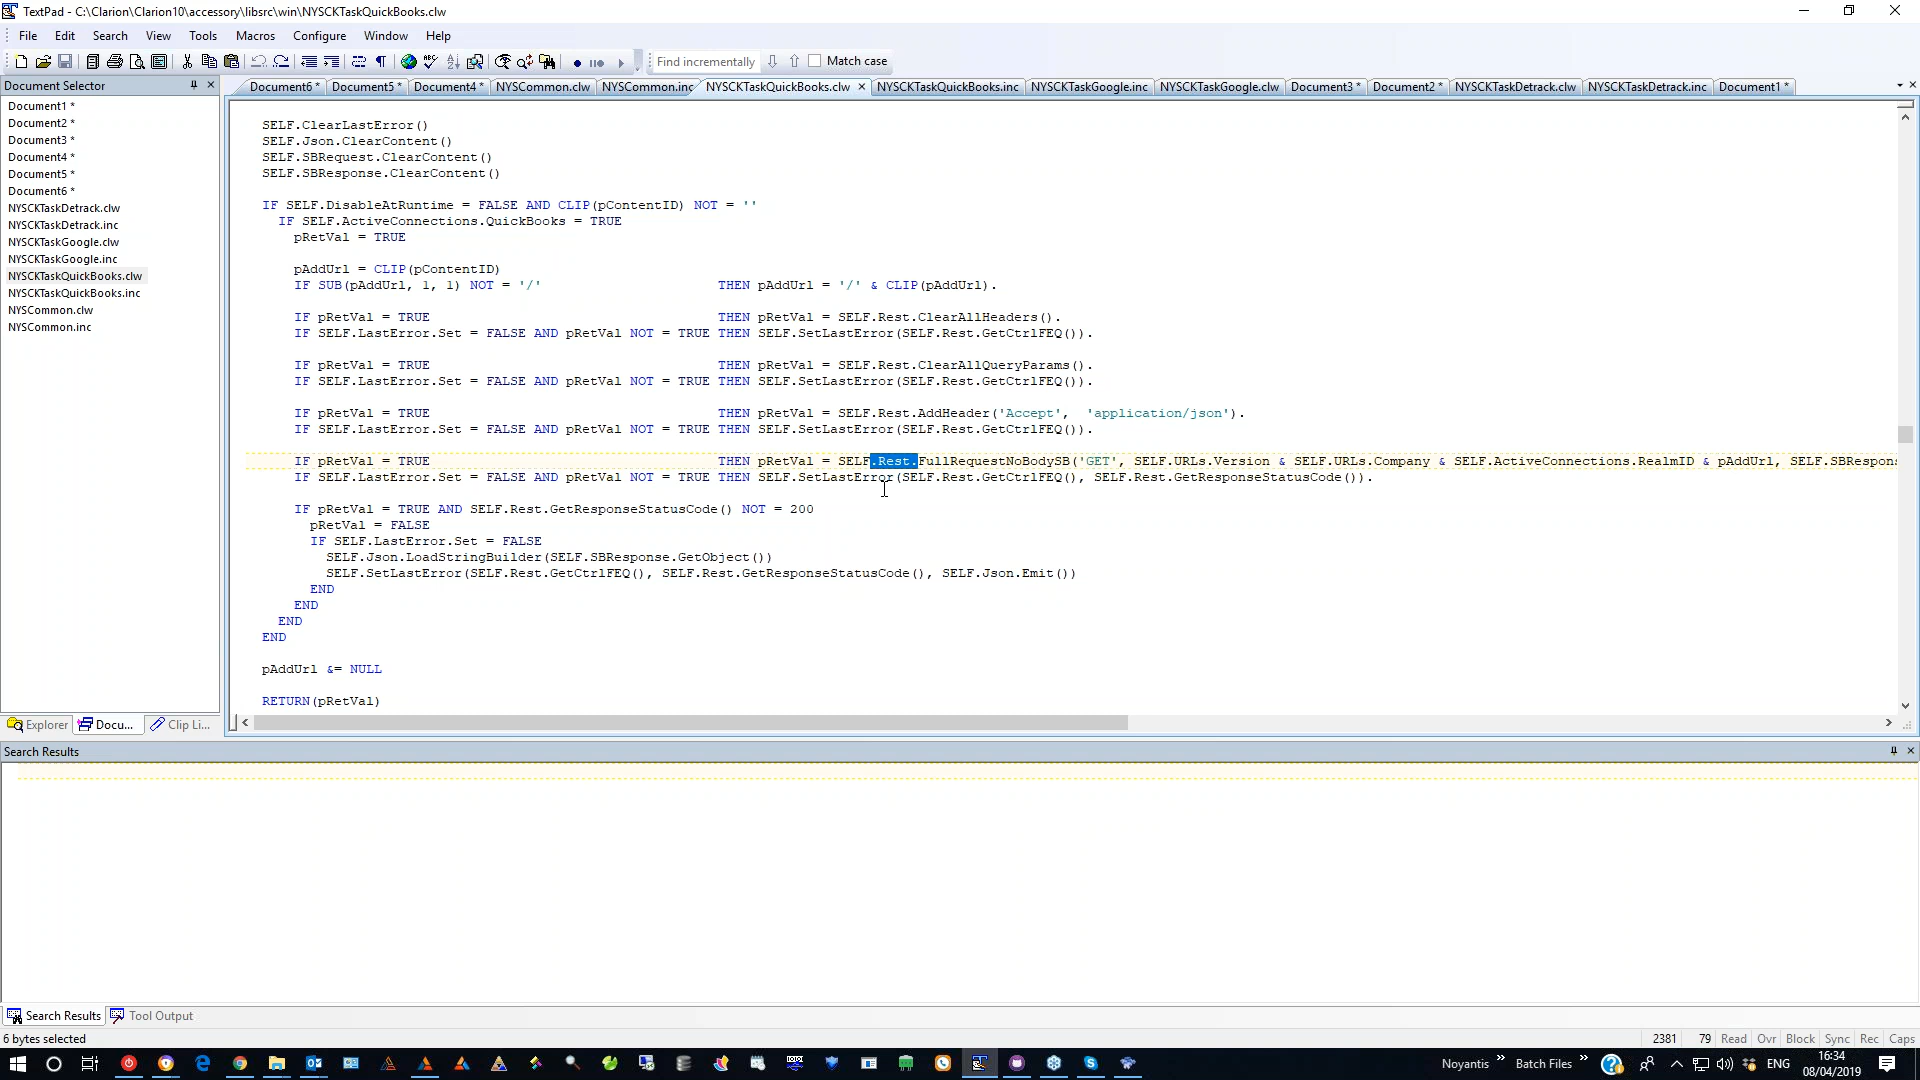 TextPad - C:\Clarion\Clarion10\accessory\libsrc\win\NYSCKTaskQuickBooks.clw
File Edit Search View Tools Macros Configure Window Help
Find incrementally Match case
Document Selector
Document6 * Document5 * Document4 * NYSCommon.clw NYSCommon.inc NYSCKTaskQuickBooks.clw NYSCKTaskQuickBooks.inc NYSCKTaskGoogle.inc NYSCKTaskGoogle.clw Document3 * Document2 * NYSCKTaskDetrack.clw NYSCKTaskDetrack.inc Document1 *
Document1 *
Document2 *
Document3 *
Document4 *
Document5 *
Document6 *
NYSCKTaskDetrack.clw
NYSCKTaskDetrack.inc
NYSCKTaskGoogle.clw
NYSCKTaskGoogle.inc
NYSCKTaskQuickBooks.clw
NYSCKTaskQuickBooks.inc
NYSCommon.clw
NYSCommon.inc
Explorer Docu... Clip Li...
SELF.ClearLastError()
SELF.Json.ClearContent()
SELF.SBRequest.ClearContent()
SELF.SBResponse.ClearContent()
IF SELF.DisableAtRuntime = FALSE AND CLIP(pContentID) NOT = ''
IF SELF.ActiveConnections.QuickBooks = TRUE
pRetVal = TRUE
pAddUrl = CLIP(pContentID)
IF SUB(pAddUrl, 1, 1) NOT = '/' THEN pAddUrl = '/' & CLIP(pAddUrl).
IF pRetVal = TRUE THEN pRetVal = SELF.Rest.ClearAllHeaders().
IF SELF.LastError.Set = FALSE AND pRetVal NOT = TRUE THEN SELF.SetLastError(SELF.Rest.GetCtrlFEQ()).
IF pRetVal = TRUE THEN pRetVal = SELF.Rest.ClearAllQueryParams().
IF SELF.LastError.Set = FALSE AND pRetVal NOT = TRUE THEN SELF.SetLastError(SELF.Rest.GetCtrlFEQ()).
IF pRetVal = TRUE THEN pRetVal = SELF.Rest.AddHeader('Accept', 'application/json').
IF SELF.LastError.Set = FALSE AND pRetVal NOT = TRUE THEN SELF.SetLastError(SELF.Rest.GetCtrlFEQ()).
IF pRetVal = TRUE THEN pRetVal = SELF.Rest.FullRequestNoBodySB('GET', SELF.URLs.Version & SELF.URLs.Company & SELF.ActiveConnections.RealmID & pAddUrl, SELF.SBRespons
IF SELF.LastError.Set = FALSE AND pRetVal NOT = TRUE THEN SELF.SetLastError(SELF.Rest.GetCtrlFEQ(), SELF.Rest.GetResponseStatusCode()).
IF pRetVal = TRUE AND SELF.Rest.GetResponseStatusCode() NOT = 200
pRetVal = FALSE
IF SELF.LastError.Set = FALSE
SELF.Json.LoadStringBuilder(SELF.SBResponse.GetObject())
SELF.SetLastError(SELF.Rest.GetCtrlFEQ(), SELF.Rest.GetResponseStatusCode(), SELF.Json.Emit())
END
END
END
END
pAddUrl &= NULL
RETURN(pRetVal)
Search Results
Search Results Tool Output
6 bytes selected 2381 79 Read Ovr Block Sync Rec Caps
Noyantis Batch Files ENG 16:34
08/04/2019